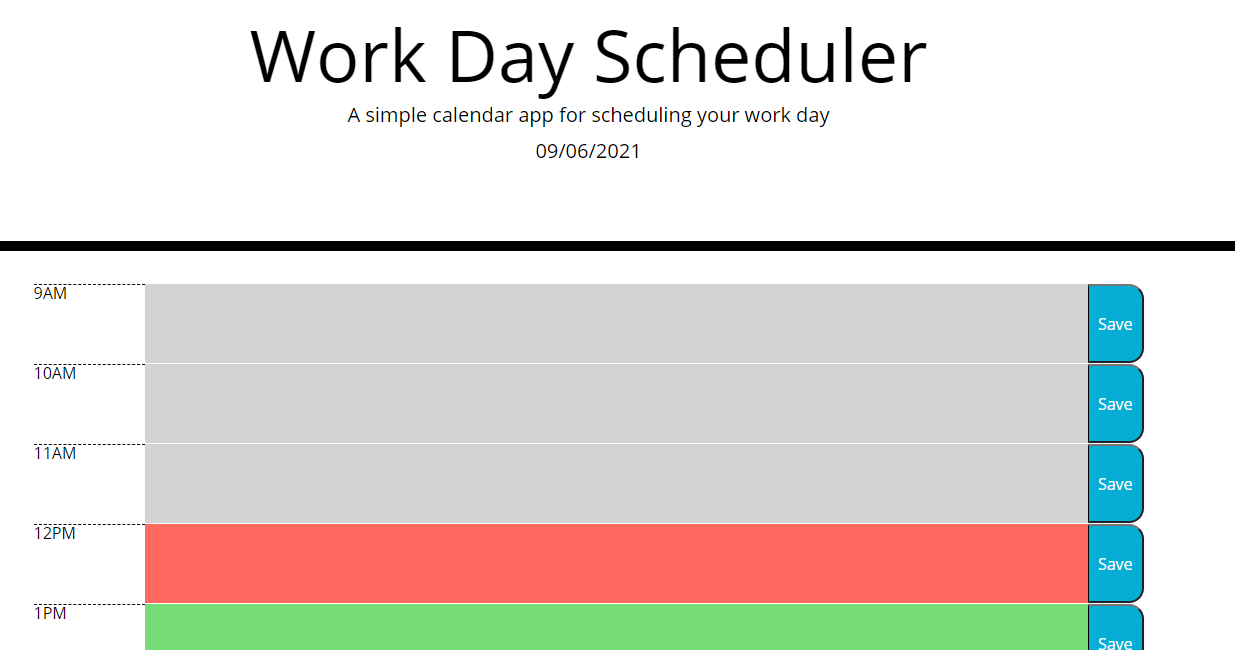 Work Day Scheduler
A simple calendar app for scheduling your work day
09/06/2021
9AM
Save
10AM
Save
11AM
Save
12PM
Save
1PM
Save